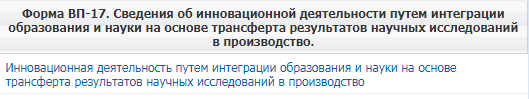 Форма ВП-17. Сведения об инновационной деятельности путем интеграции
образования и науки на основе трансферта результатов научных исследований
в производство.
Инновационная деятельность путем интеграции образования и науки на основе
трансферта результатов научных исследований в производство